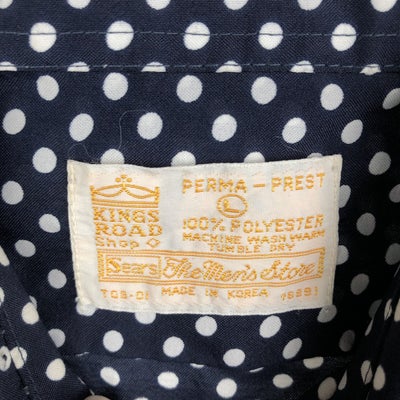 KINGS
ROAD
Shop
PERMA-PREST
L
100% POLYESTER
MACHINE WASH WARM
TUMBLE DRY
Sears The Men's Store
MADE IN KOREA